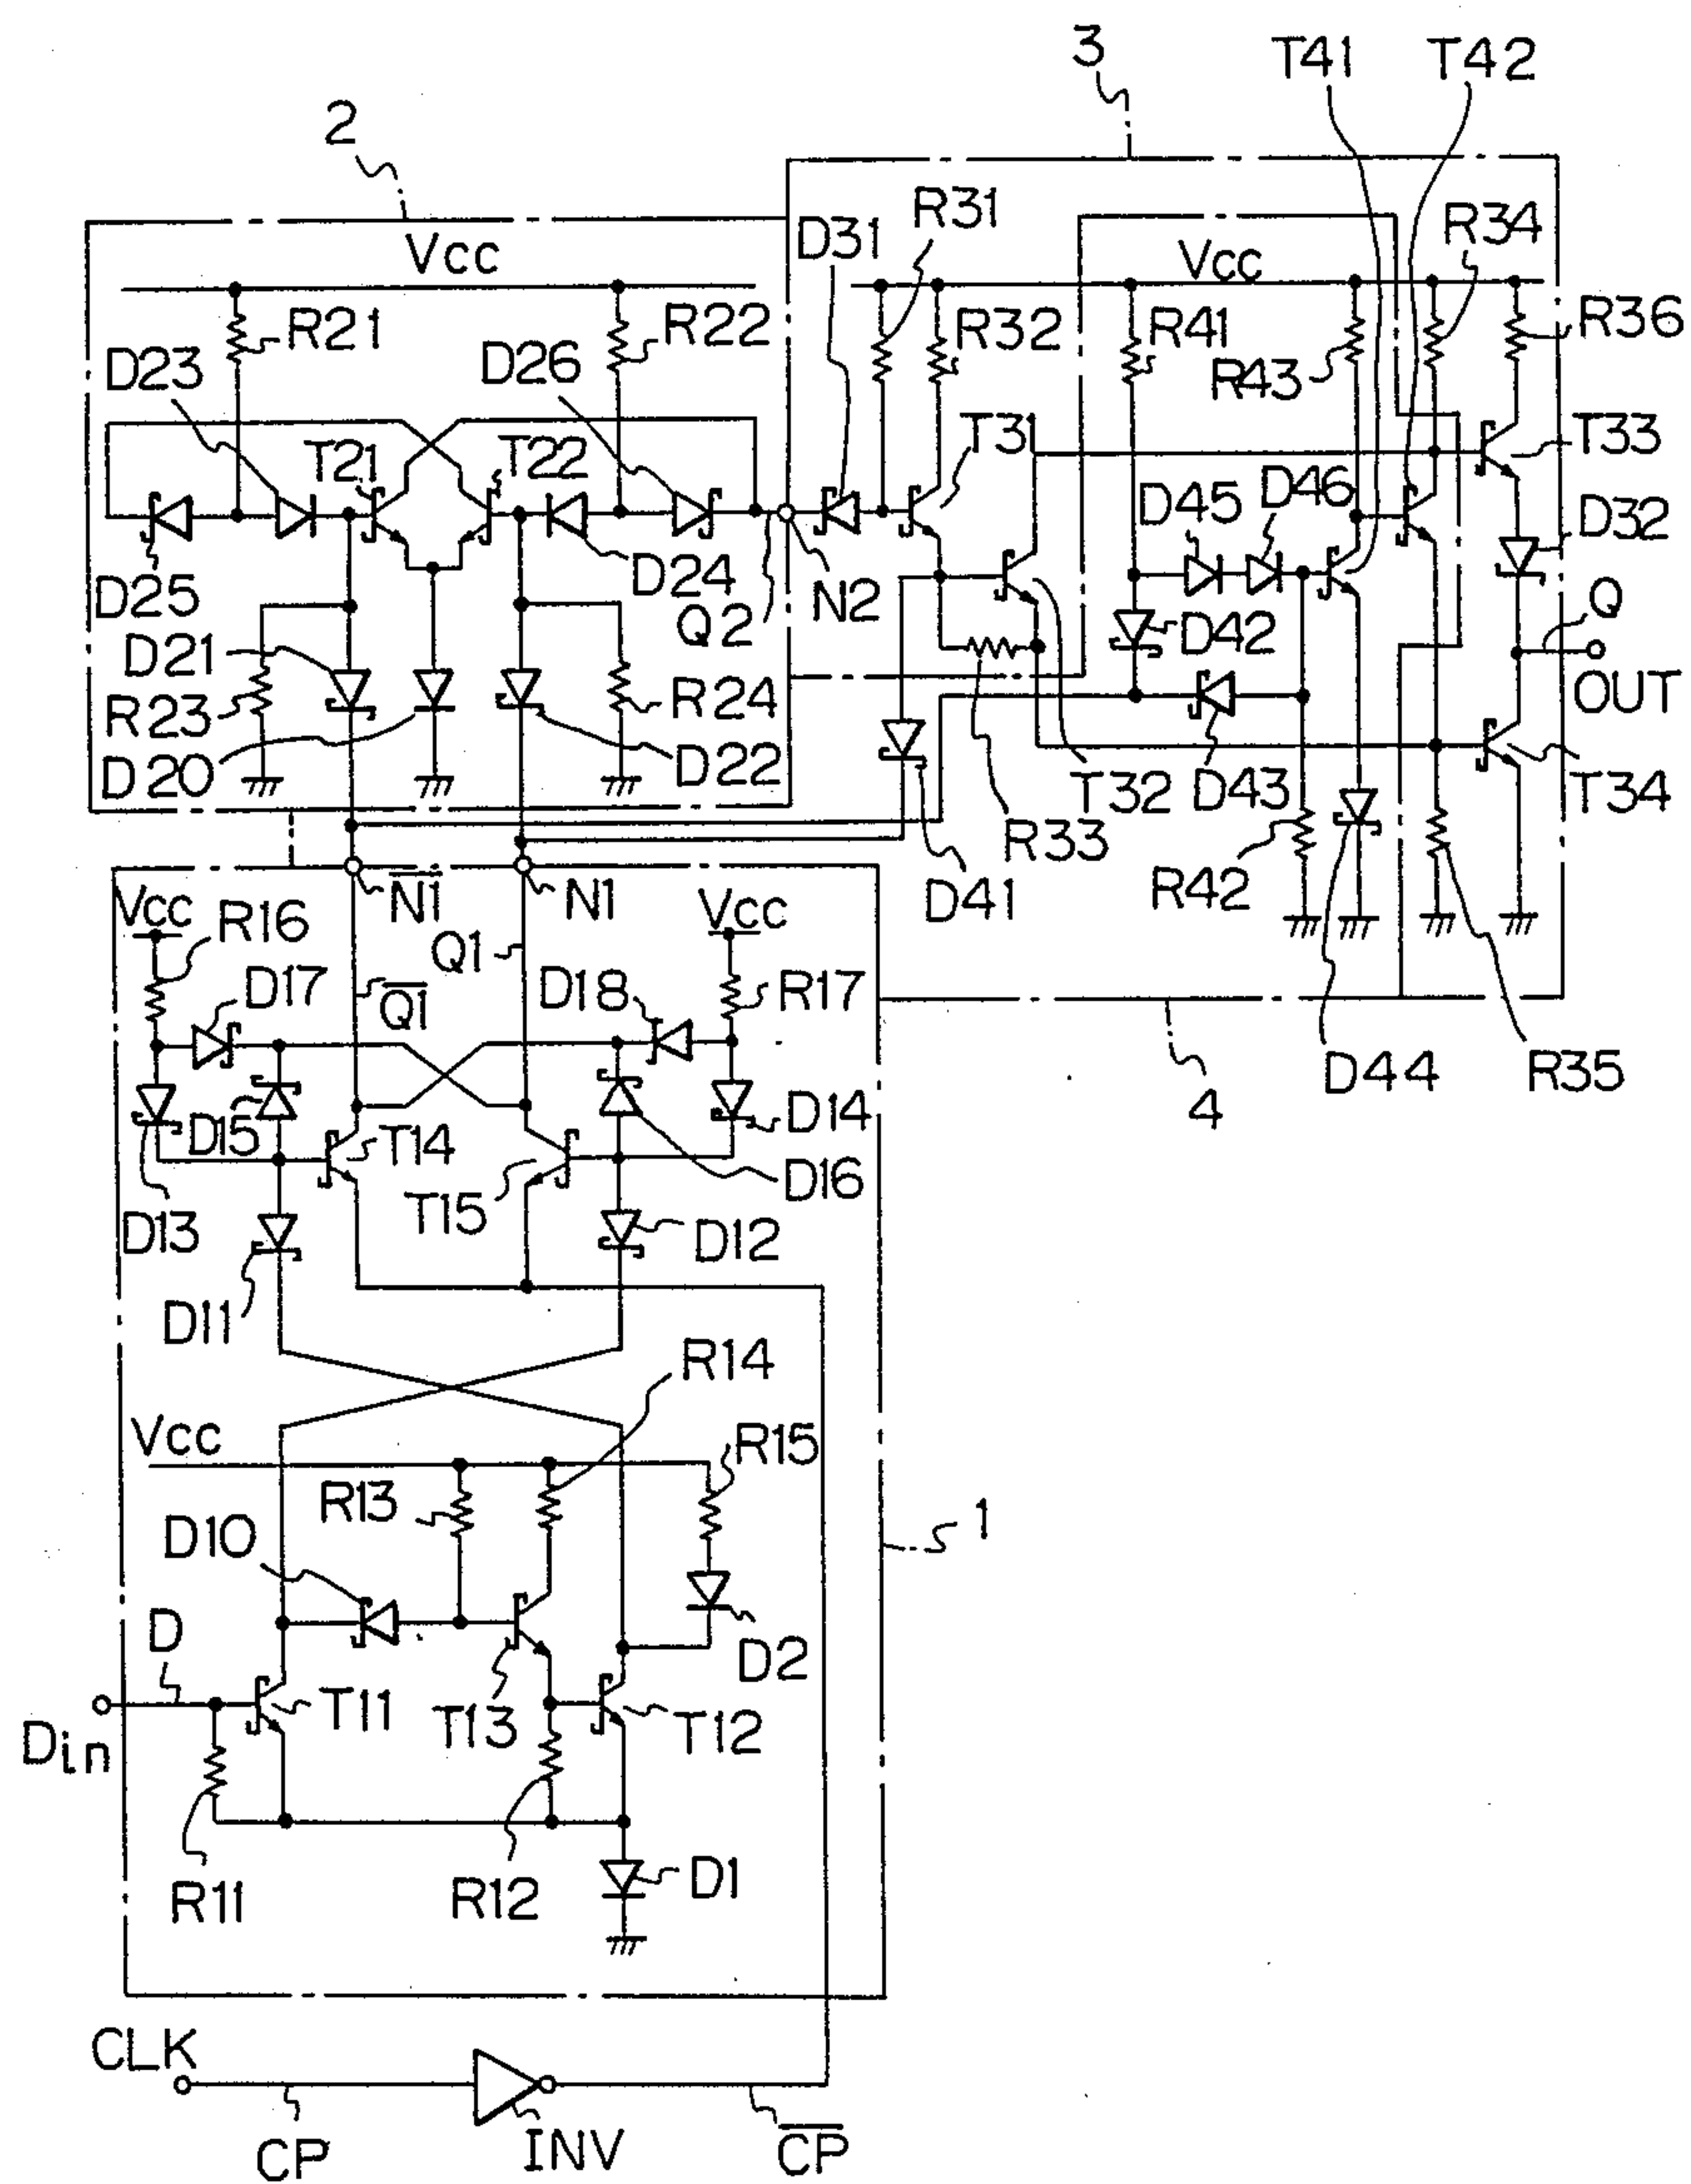 3
T41 T42
2
R31
D31
R34
Vcc
Vcc
R21
R22
R32
R41
R36
D23
D26
R43
T21
T22
T31
T33
D45
D46
D32
D25
D24
N2
Q
D21
Q2
D42
R23
R24
OUT
D20
D22
T32
D43
T34
R33
R42
D41
Vcc
R16
N̅1̅
N1
Vcc
Q1
D17
Q̅1̅
D18
R17
D44
R35
4
D15
T14
D14
T15
D16
D13
D12
D11
R14
Vcc
R15
R13
D10
1
D
D2
T11
T13
T12
Din
R11
R12
D1
CLK
CP
INV
C̅P̅